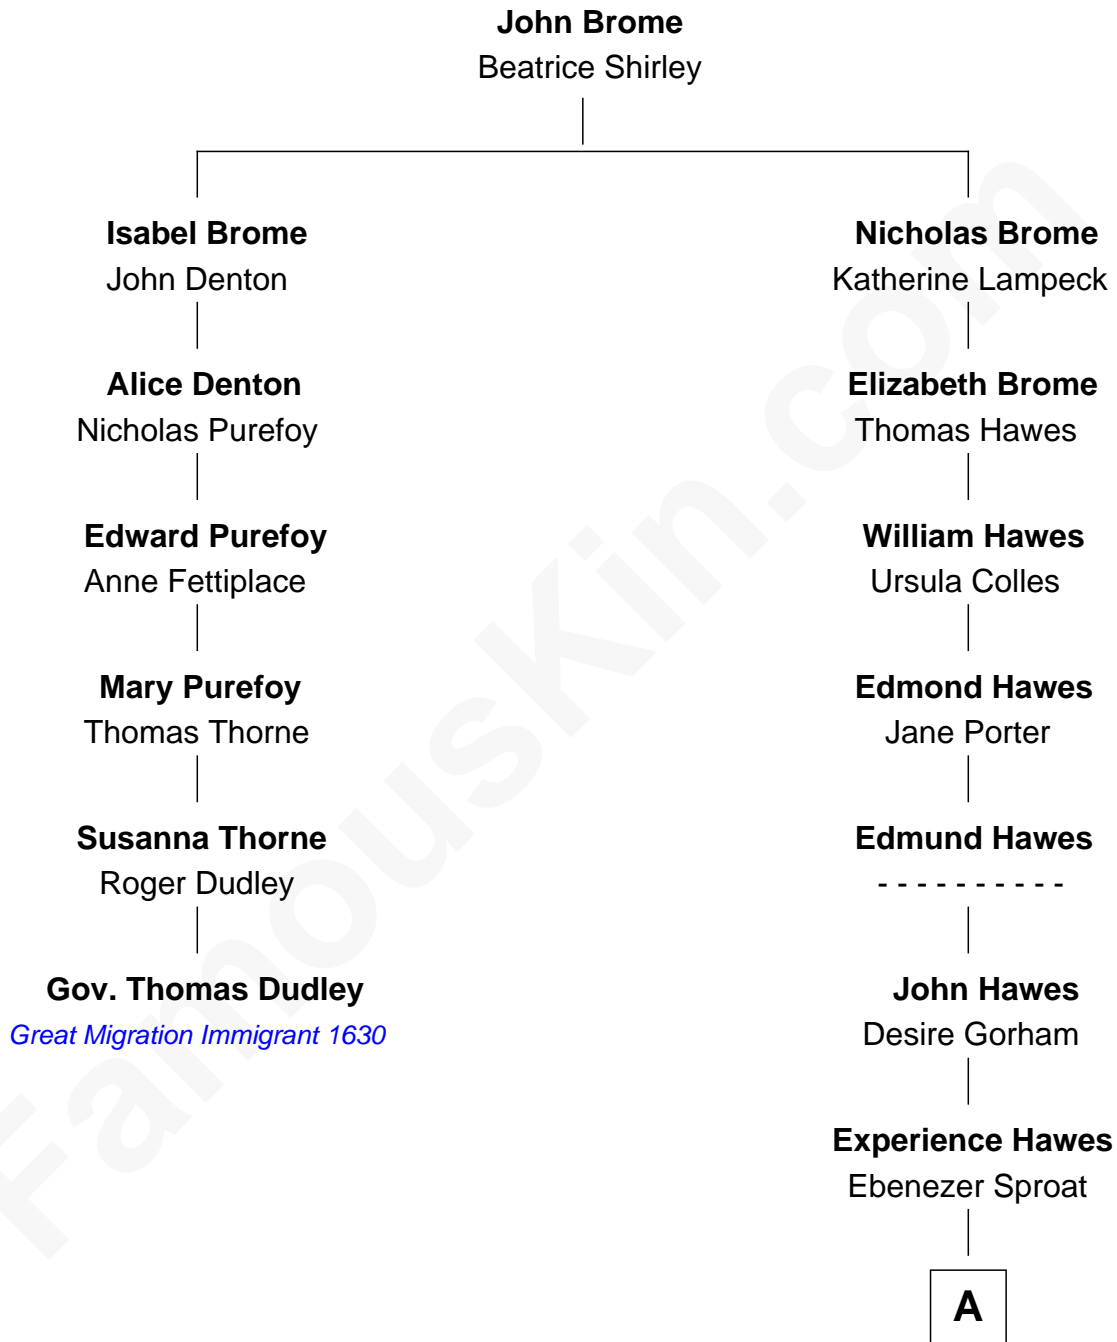 John Brome
Beatrice Shirley
Isabel Brome
John Denton
Nicholas Brome
Katherine Lampeck
Alice Denton
Nicholas Purefoy
Elizabeth Brome
Thomas Hawes
Edward Purefoy
Anne Fettiplace
William Hawes
Ursula Colles
Mary Purefoy
Thomas Thorne
Edmond Hawes
Jane Porter
Susanna Thorne
Roger Dudley
Edmund Hawes
- - - - - - - - - -
Gov. Thomas Dudley
Great Migration Immigrant 1630
John Hawes
Desire Gorham
Experience Hawes
Ebenezer Sproat
A
FamousKin.com